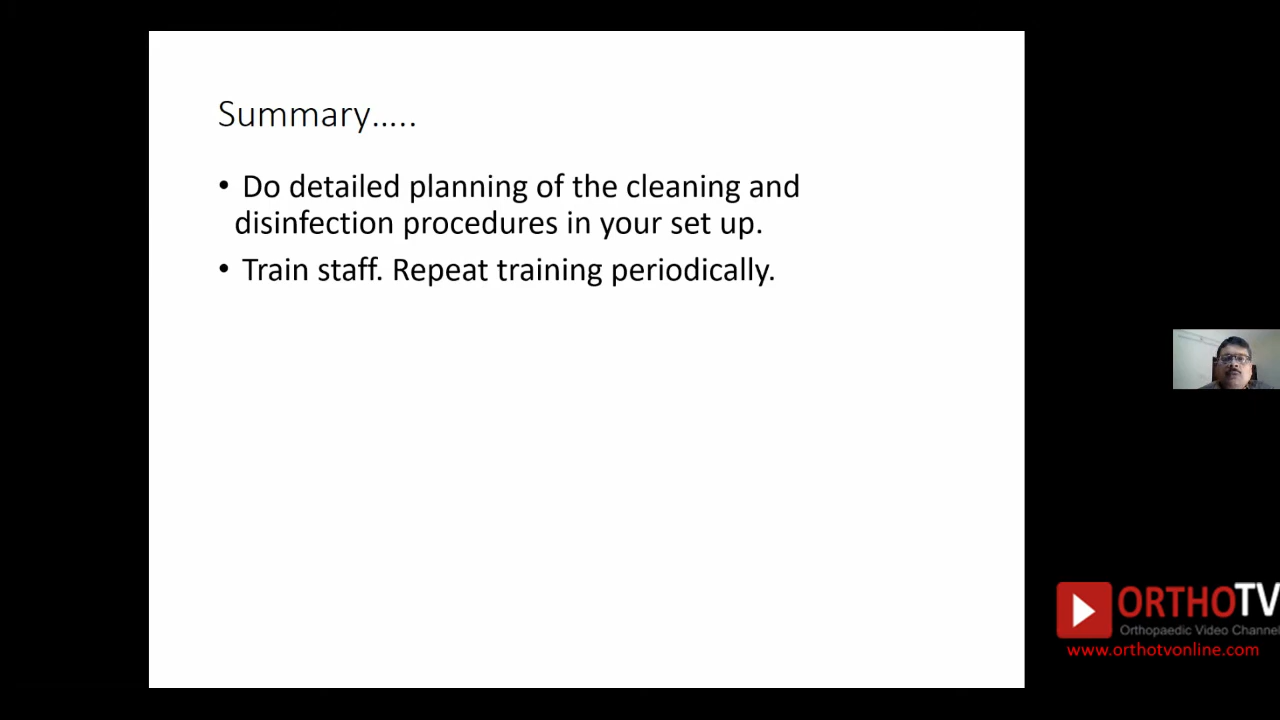 Summary.....
• Do detailed planning of the cleaning and
disinfection procedures in your set up.
• Train staff. Repeat training periodically.
ORTHOTV
Orthopaedic Video Channel
www.orthotvonline.com